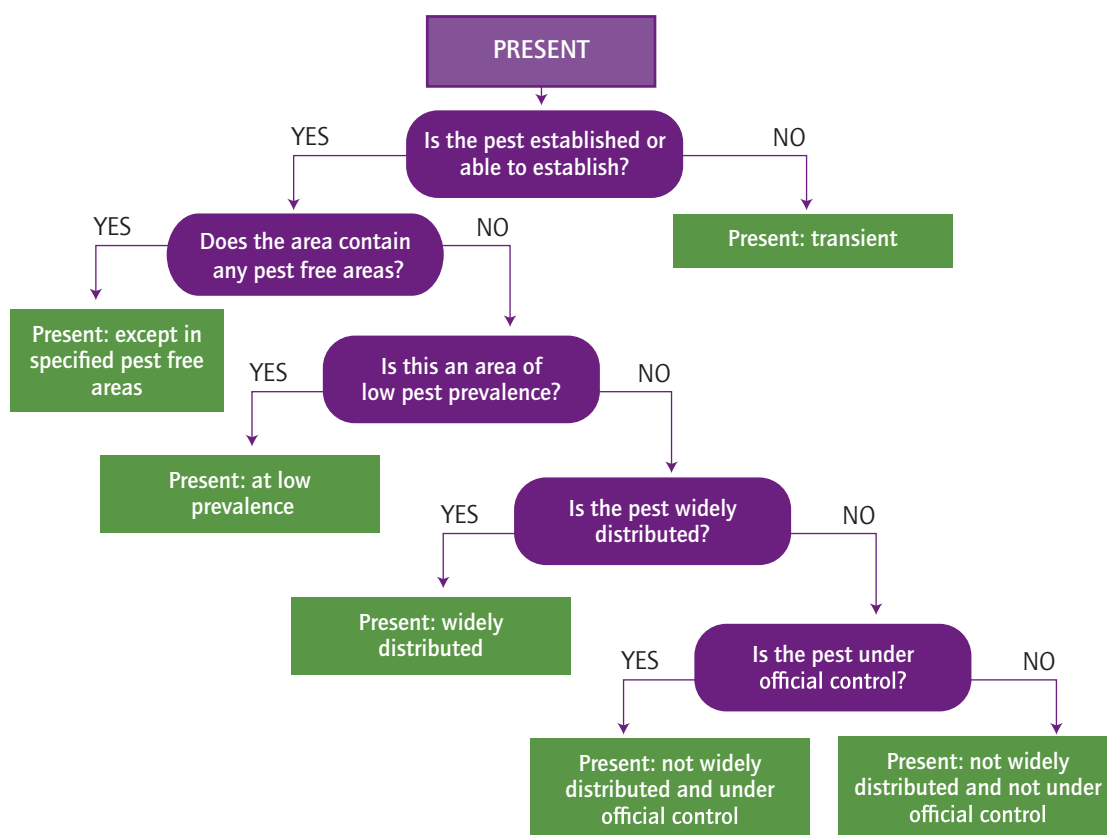 PRESENT
YES
Is the pest established or
able to establish?
NO
YES
Does the area contain
any pest free areas?
NO
Present: transient
Present: except in
specified pest free
areas
YES
Is this an area of
low pest prevalence?
NO
Present: at low
prevalence
YES
Is the pest widely
distributed?
NO
Present: widely
distributed
YES
Is the pest under
official control?
NO
Present: not widely
distributed and under
official control
Present: not widely
distributed and not under
official control